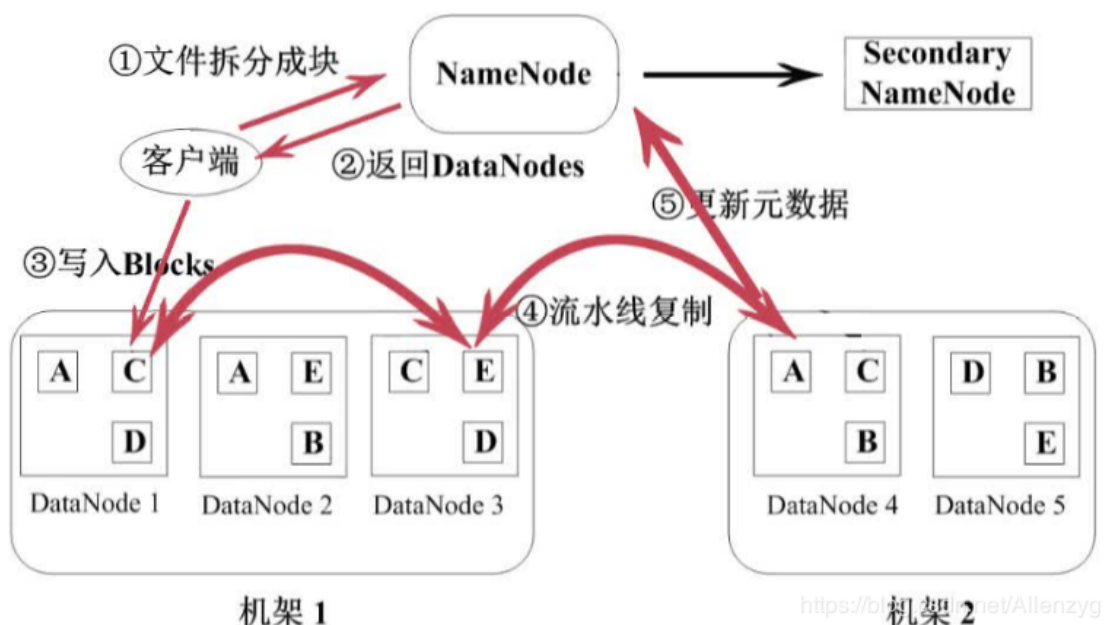 ①文件拆分成块
NameNode
Secondary
NameNode
客户端
②返回DataNodes
⑤更新元数据
③写入Blocks
④流水线复制
A C
D
A E
B
C E
D
A C
B
D B
E
DataNode 1
DataNode 2
DataNode 3
DataNode 4
DataNode 5
机架 1
机架 2